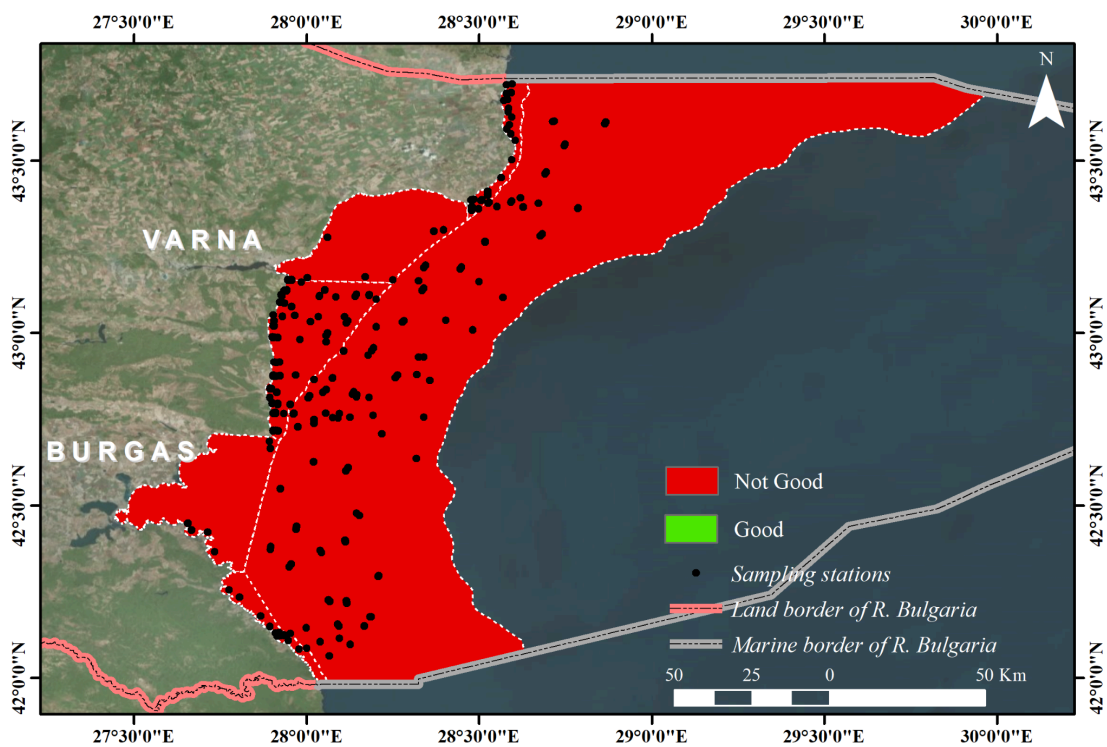 27°30'0"E 28°0'0"E 28°30'0"E 29°0'0"E 29°30'0"E 30°0'0"E
N
43°30'0"N 43°30'0"N
VARNA
43°0'0"N 43°0'0"N
BURGAS
Not Good
42°30'0"N 42°30'0"N
Good
Sampling stations
Land border of R. Bulgaria
Marine border of R. Bulgaria
42°0'0"N 42°0'0"N
50 25 0 50 Km
27°30'0"E 28°0'0"E 28°30'0"E 29°0'0"E 29°30'0"E 30°0'0"E